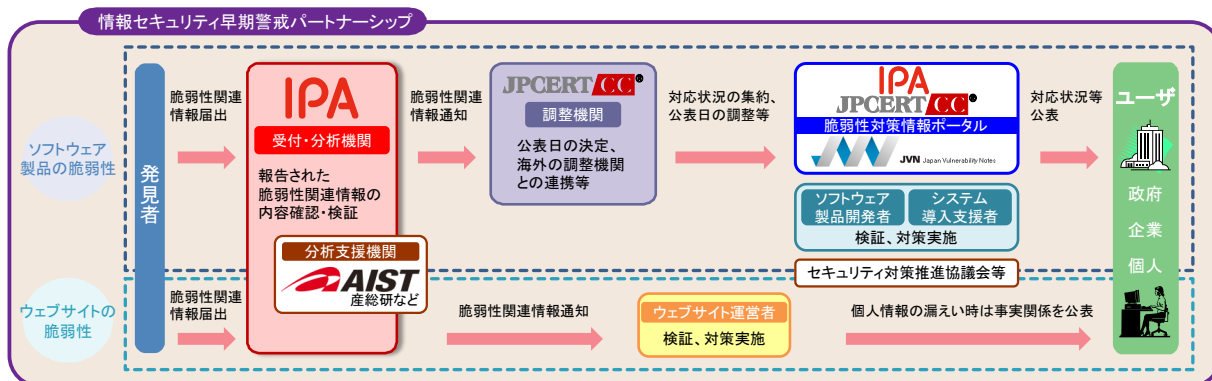 情報セキュリティ早期警戒パートナーシップ
ソフトウェア
製品の脆弱性
発見者
脆弱性関連
情報届出
IPA
受付・分析機関
報告された
脆弱性関連情報の
内容確認・検証
分析支援機関
AIST
産総研など
脆弱性関連
情報通知
JPCERT CC®
調整機関
公表日の決定、
海外の調整機関
との連携等
対応状況の集約、
公表日の調整等
IPA
JPCERT CC®
脆弱性対策情報ポータル
JVN Japan Vulnerability Notes
ソフトウェア
製品開発者
システム
導入支援者
検証、対策実施
セキュリティ対策推進協議会等
対応状況等
公表
ユーザ
政府
企業
個人
ウェブサイトの
脆弱性
脆弱性関連
情報届出
脆弱性関連情報通知
ウェブサイト運営者
検証、対策実施
個人情報の漏えい時は事実関係を公表